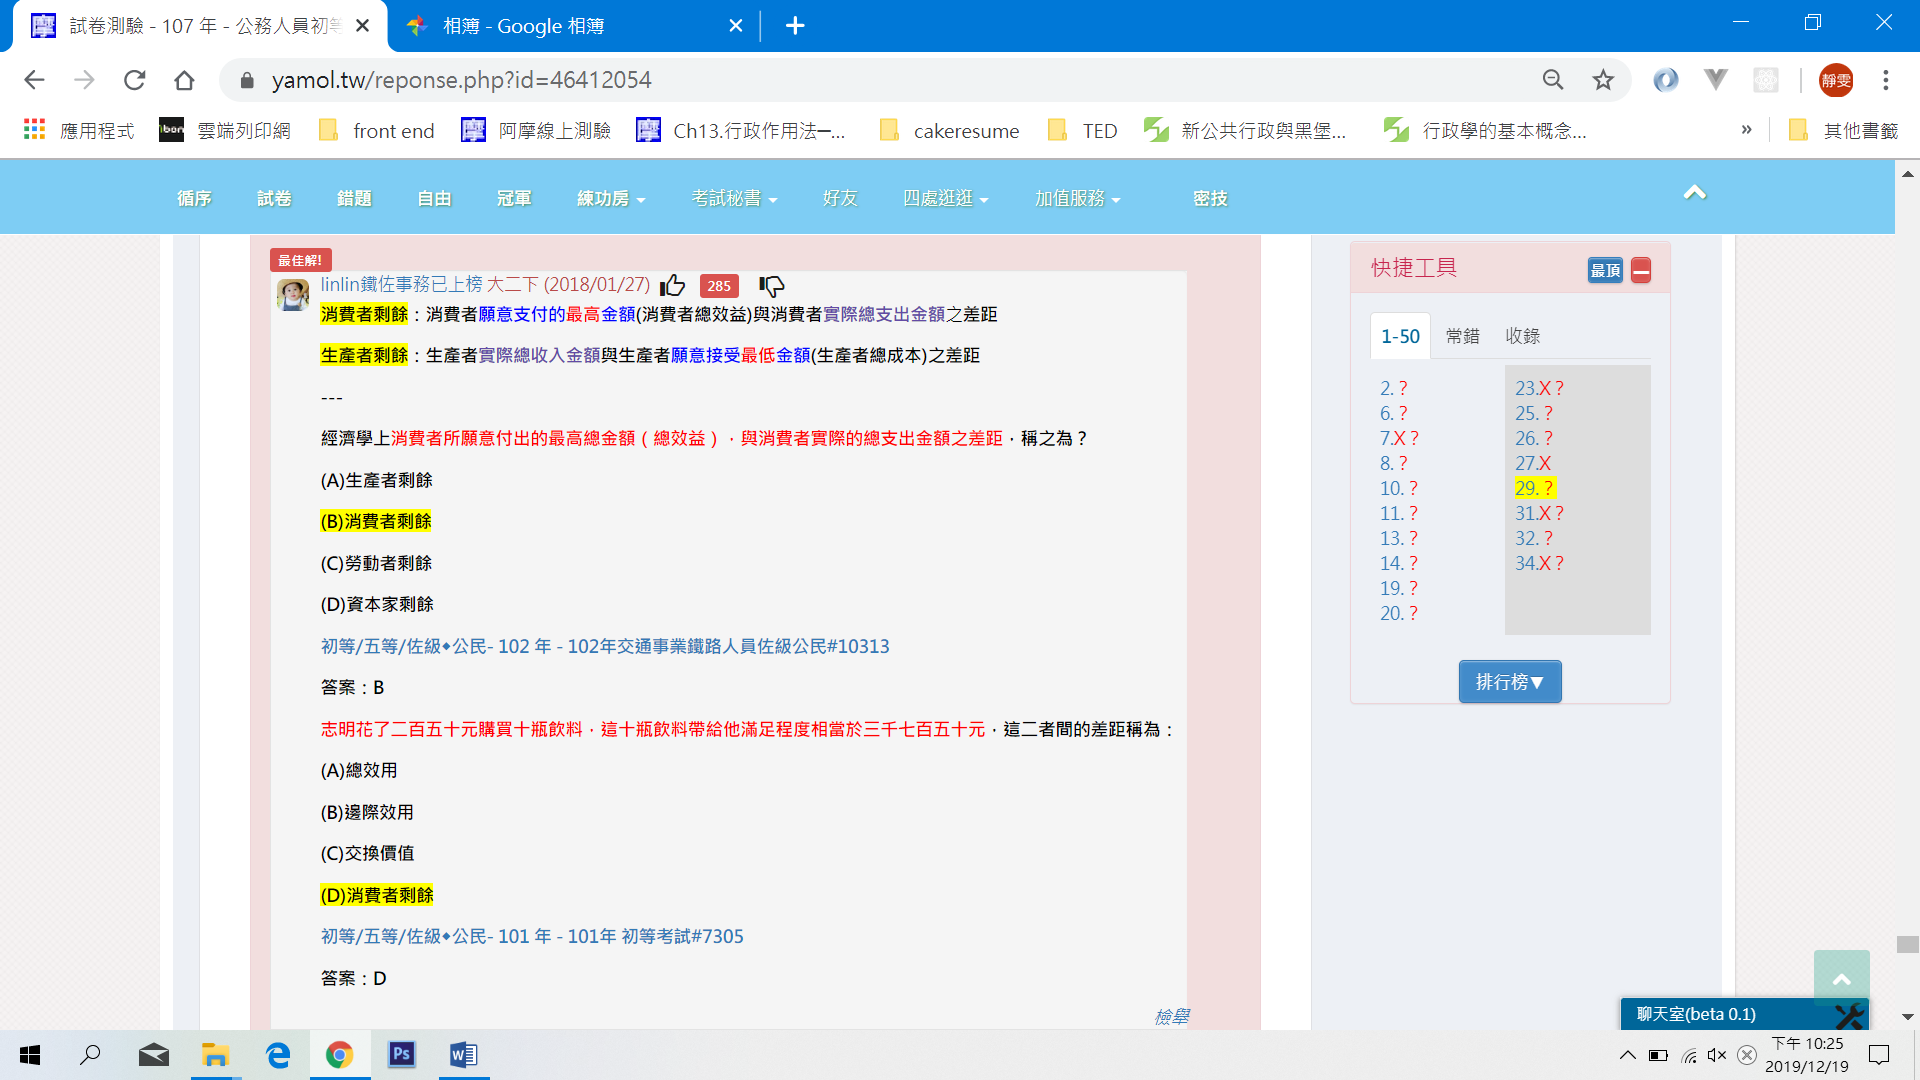 試卷測驗 - 107 年 - 公務人員初等
相簿 - Google 相簿
yamol.tw/reponse.php?id=46412054
靜雯
應用程式
ibon
雲端列印網
front end
摩
阿摩線上測驗
摩
Ch13.行政作用法─...
cakeresume
TED
新公共行政與黑堡...
行政學的基本概念...
»
其他書籤
循序
試卷
錯題
自由
冠軍
練功房
考試秘書
好友
四處逛逛
加值服務
密技
最佳解!
linlin鐵佐事務已上榜 大二下 (2018/01/27)
285
消費者剩餘：消費者願意支付的最高金額(消費者總效益)與消費者實際總支出金額之差距
生產者剩餘：生產者實際總收入金額與生產者願意接受最低金額(生產者總成本)之差距
---
經濟學上消費者所願意付出的最高總金額（總效益），與消費者實際的總支出金額之差距，稱之為？
(A)生產者剩餘
(B)消費者剩餘
(C)勞動者剩餘
(D)資本家剩餘
初等/五等/佐級◆公民- 102 年 - 102年交通事業鐵路人員佐級公民#10313
答案：B
志明花了二百五十元購買十瓶飲料，這十瓶飲料帶給他滿足程度相當於三千七百五十元，這二者間的差距稱為：
(A)總效用
(B)邊際效用
(C)交換價值
(D)消費者剩餘
初等/五等/佐級◆公民- 101 年 - 101年 初等考試#7305
答案：D
檢舉
快捷工具
最頂
1-50
常錯
收錄
2. ?
6. ?
7.X ?
8. ?
10. ?
11. ?
13. ?
14. ?
19. ?
20. ?
23.X ?
25. ?
26. ?
27.X
29. ?
31.X ?
32. ?
34.X ?
排行榜▼
聊天室(beta 0.1)
Ps
下午 10:25
2019/12/19